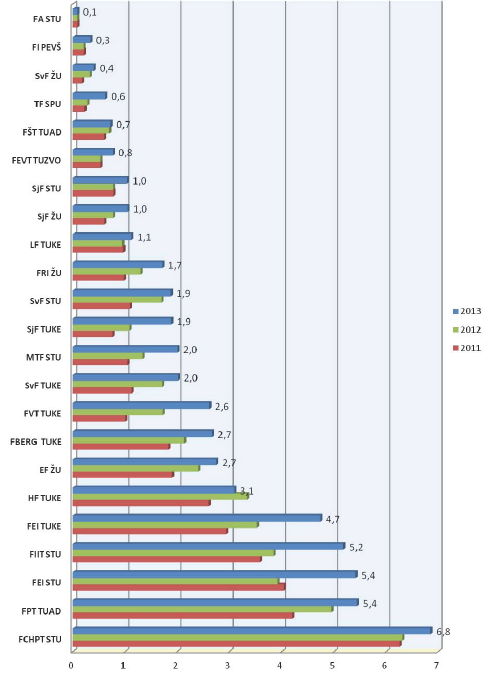 FA STU 0,1
FI PEVŠ 0,3
SvF ŽU 0,4
TF SPU 0,6
FŠT TUAD 0,7
FEVT TUZVO 0,8
SjF STU 1,0
SjF ŽU 1,0
LF TUKE 1,1
FRI ŽU 1,7
SvF STU 1,9
SjF TUKE 1,9
MTF STU 2,0
SvF TUKE 2,0
FVT TUKE 2,6
FBERG TUKE 2,7
EF ŽU 2,7
HF TUKE 3,1
FEI TUKE 4,7
FIIT STU 5,2
FEI STU 5,4
FPT TUAD 5,4
FCHPT STU 6,8
0 1 2 3 4 5 6 7
2013
2012
2011